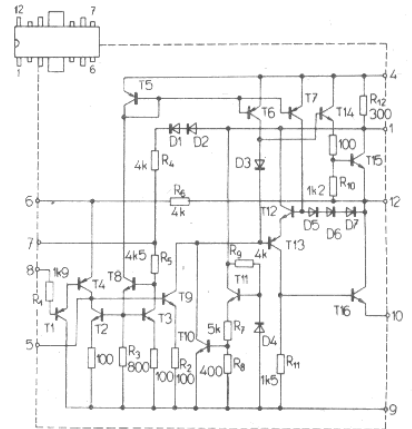 12 7
1 6
4
T5 T6 T7 T14 R12
300
D1 D2 1
4k R4 D3 100 T15
R6 1k2 R10
6 4k 12
T12 D5 D6 D7
7 T13
4k5 R5 R9 4k
8 1k9 T8
R1 T4 T9 T11 T16
T1 T2 T3 T10 5k R7 D4 10
5
100 R3 800 100 R2 100 400 R8 1k5 R11
9